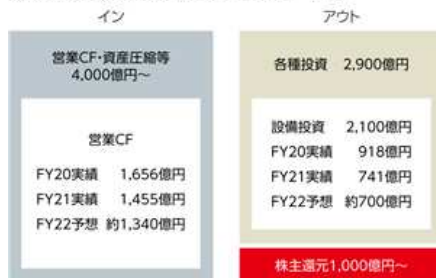 イン
営業CF・資産圧縮等
4,000億円～
営業CF
FY20実績 1,656億円
FY21実績 1,455億円
FY22予想 約1,340億円
アウト
各種投資 2,900億円
設備投資 2,100億円
FY20実績 918億円
FY21実績 741億円
FY22予想 約700億円
株主還元1,000億円～